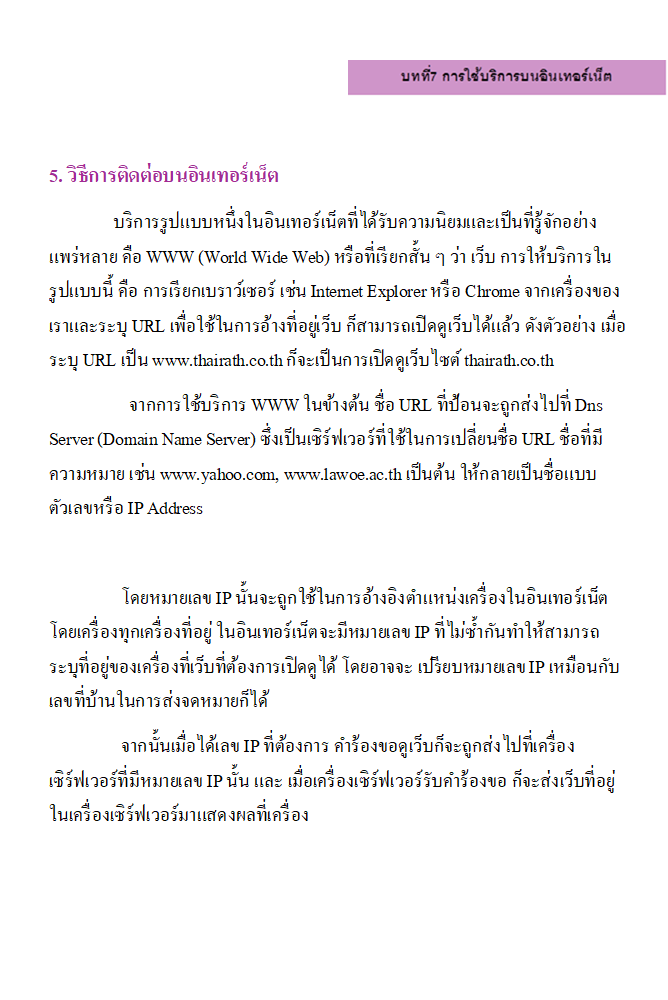 บทที่7 การใช้บริการบนอินเทอร์เน็ต
5. วิธีการติดต่อบนอินเทอร์เน็ต
บริการรูปแบบหนึ่งในอินเทอร์เน็ตที่ได้รับความนิยมและเป็นที่รู้จักอย่าง
แพร่หลาย คือ WWW (World Wide Web) หรือที่เรียกสั้น ๆ ว่า เว็บ การให้บริการใน
รูปแบบนี้ คือ การเรียกเบราว์เซอร์ เช่น Internet Explorer หรือ Chrome จากเครื่องของ
เราและระบุ URL เพื่อใช้ในการอ้างที่อยู่เว็บ ก็สามารถเปิดดูเว็บได้แล้ว ดังตัวอย่าง เมื่อ
ระบุ URL เป็น www.thairath.co.th ก็จะเป็นการเปิดดูเว็บไซต์ thairath.co.th
จากการใช้บริการ WWW ในข้างต้น ชื่อ URL ที่ป้อนจะถูกส่งไปที่ Dns
Server (Domain Name Server) ซึ่งเป็นเซิร์ฟเวอร์ที่ใช้ในการเปลี่ยนชื่อ URL ชื่อที่มี
ความหมาย เช่น www.yahoo.com, www.lawoe.ac.th เป็นต้น ให้กลายเป็นชื่อแบบ
ตัวเลขหรือ IP Address
โดยหมายเลข IP นั้นจะถูกใช้ในการอ้างอิงตำแหน่งเครื่องในอินเทอร์เน็ต
โดยเครื่องทุกเครื่องที่อยู่ ในอินเทอร์เน็ตจะมีหมายเลข IP ที่ไม่ซ้ำกันทำให้สามารถ
ระบุที่อยู่ของเครื่องที่เว็บที่ต้องการเปิดดูได้ โดยอาจจะ เปรียบหมายเลข IP เหมือนกับ
เลขที่บ้านในการส่งจดหมายก็ได้
จากนั้นเมื่อได้เลข IP ที่ต้องการ คำร้องขอดูเว็บก็จะถูกส่งไปที่เครื่อง
เซิร์ฟเวอร์ที่มีหมายเลข IP นั้น และ เมื่อเครื่องเซิร์ฟเวอร์รับคำร้องขอ ก็จะส่งเว็บที่อยู่
ในเครื่องเซิร์ฟเวอร์มาแสดงผลที่เครื่อง